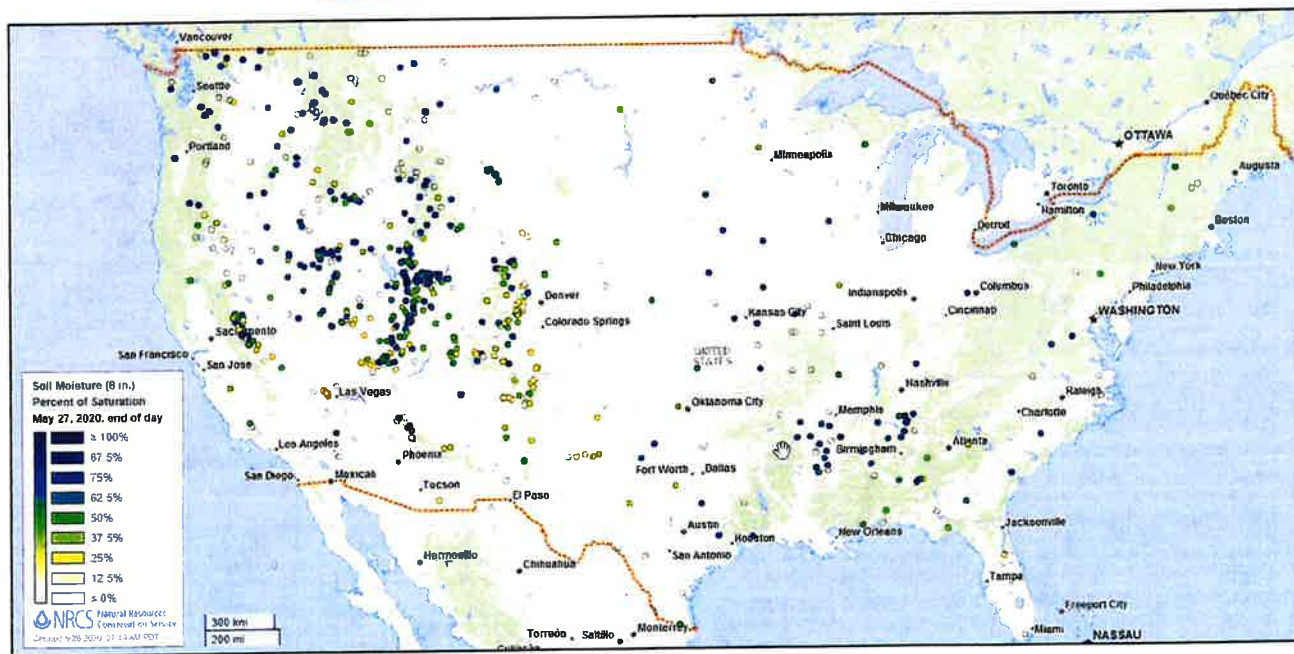 Vancouver
Seattle
Portland
Québec City
OTTAWA
Augusta
Minneapolis
Toronto
Hamilton
Milwaukee
Detroit
Boston
Chicago
New York
Philadelphia
Denver
Indianapolis
Columbus
Colorado Springs
Kansas City
Cincinnati
WASHINGTON
Sacramento
Saint Louis
San Francisco
San Jose
UNITED
STATES
Las Vegas
Nashville
Raleigh
Oklahoma City
Memphis
Charlotte
Los Angeles
Birmingham
Atlanta
Phoenix
Fort Worth
Dallas
San Diego
Mexicali
Tucson
El Paso
Austin
Jacksonville
Houston
New Orleans
San Antonio
Hermosillo
Chihuahua
Tampa
Freeport City
Torreón
Saltillo
Monterrey
Miami
NASSAU
Soil Moisture (8 in.)
Percent of Saturation
May 27, 2020, end of day
≥ 100%
87.5%
75%
62.5%
50%
37.5%
25%
12.5%
≤ 0%
NRCS Natural Resources
Conservation Service
300 km
200 mi